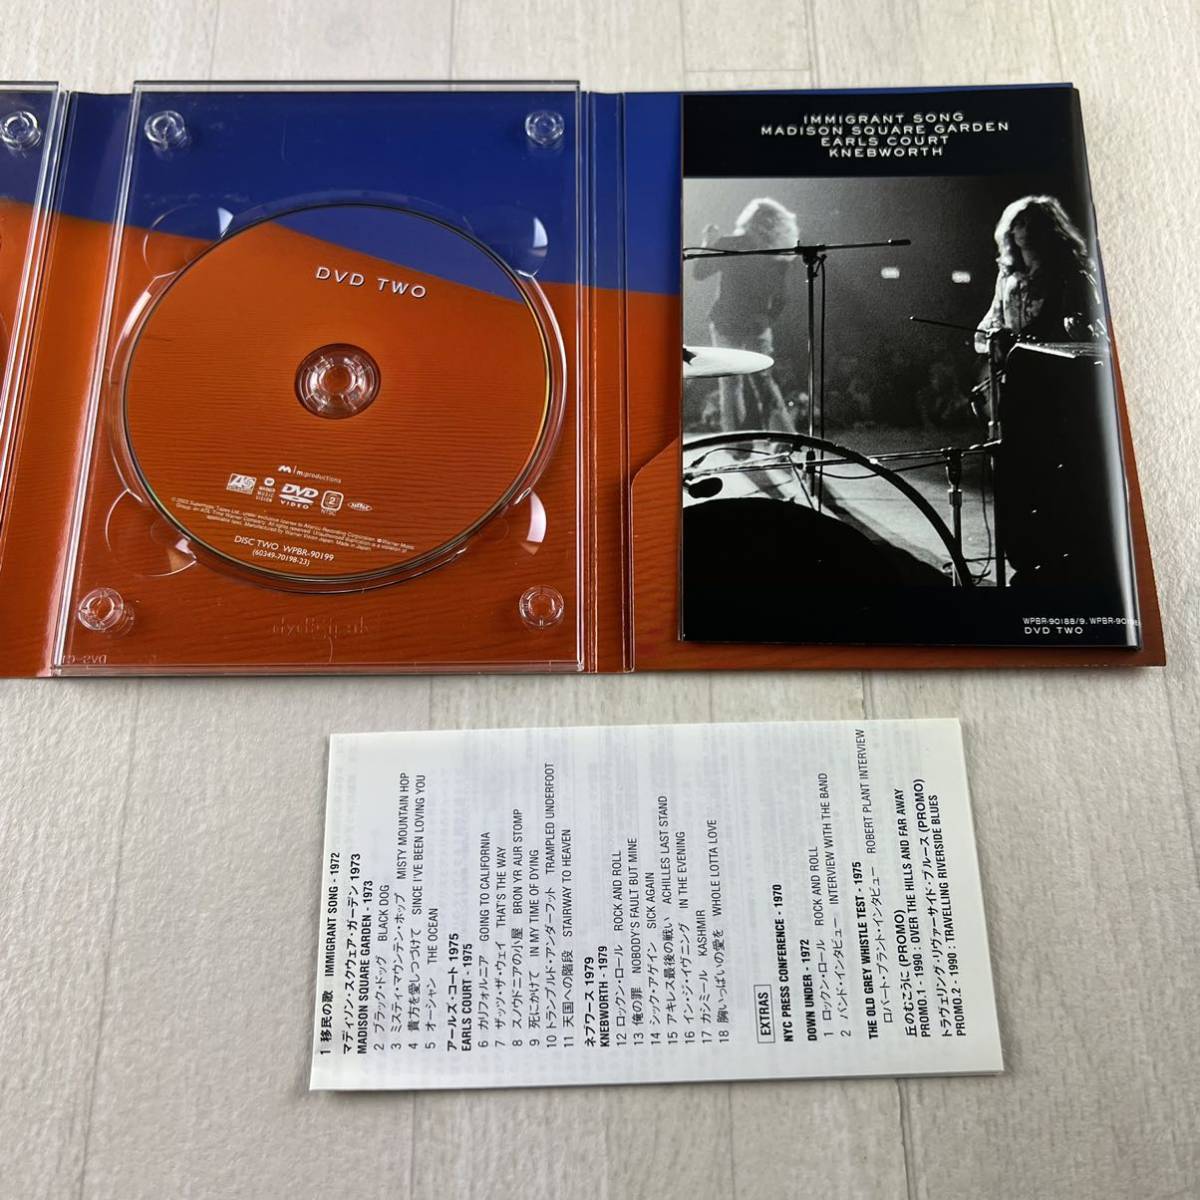 DVD TWO
m|productions
WARNER MUSIC VISION
DVD VIDEO
2
NTSC
DISC TWO WPBR-90199
(60349-70198-23)
IMMIGRANT SONG
MADISON SQUARE GARDEN
EARLS COURT
KNEBWORTH
DVD TWO
1 移民の歌 IMMIGRANT SONG - 1972
マディソン・スクウェア・ガーデン 1973
MADISON SQUARE GARDEN - 1973
2 ブラック・ドッグ BLACK DOG
3 ミスティ・マウンテン・ホップ MISTY MOUNTAIN HOP
4 貴方を愛しつづけて SINCE I'VE BEEN LOVING YOU
5 オーシャン THE OCEAN
アールズ・コート 1975
EARLS COURT - 1975
6 カリフォルニア GOING TO CALIFORNIA
7 ザッツ・ザ・ウェイ THAT'S THE WAY
8 スノウドニアの小屋 BRON YR AUR STOMP
9 死にかけて IN MY TIME OF DYING
10 トランプルド・アンダーフット TRAMPLED UNDERFOOT
11 天国への階段 STAIRWAY TO HEAVEN
ネブワース 1979
KNEBWORTH - 1979
12 ロックン・ロール ROCK AND ROLL
13 俺の罪 NOBODY'S FAULT BUT MINE
14 シック・アゲイン SICK AGAIN
15 アキレス最後の戦い ACHILLES LAST STAND
16 イン・ジ・イヴニング IN THE EVENING
17 カシミール KASHMIR
18 胸いっぱいの愛を WHOLE LOTTA LOVE
EXTRAS
NYC PRESS CONFERENCE - 1970
DOWN UNDER - 1972
1 ロックン・ロール ROCK AND ROLL
2 バンド・インタビュー INTERVIEW WITH THE BAND
THE OLD GREY WHISTLE TEST - 1975
ロバート・プラント・インタビュー ROBERT PLANT INTERVIEW
丘のむこうに (PROMO)
PROMO.1 - 1990 : OVER THE HILLS AND FAR AWAY
トラヴェリング・リヴァーサイド・ブルース (PROMO)
PROMO.2 - 1990 : TRAVELLING RIVERSIDE BLUES